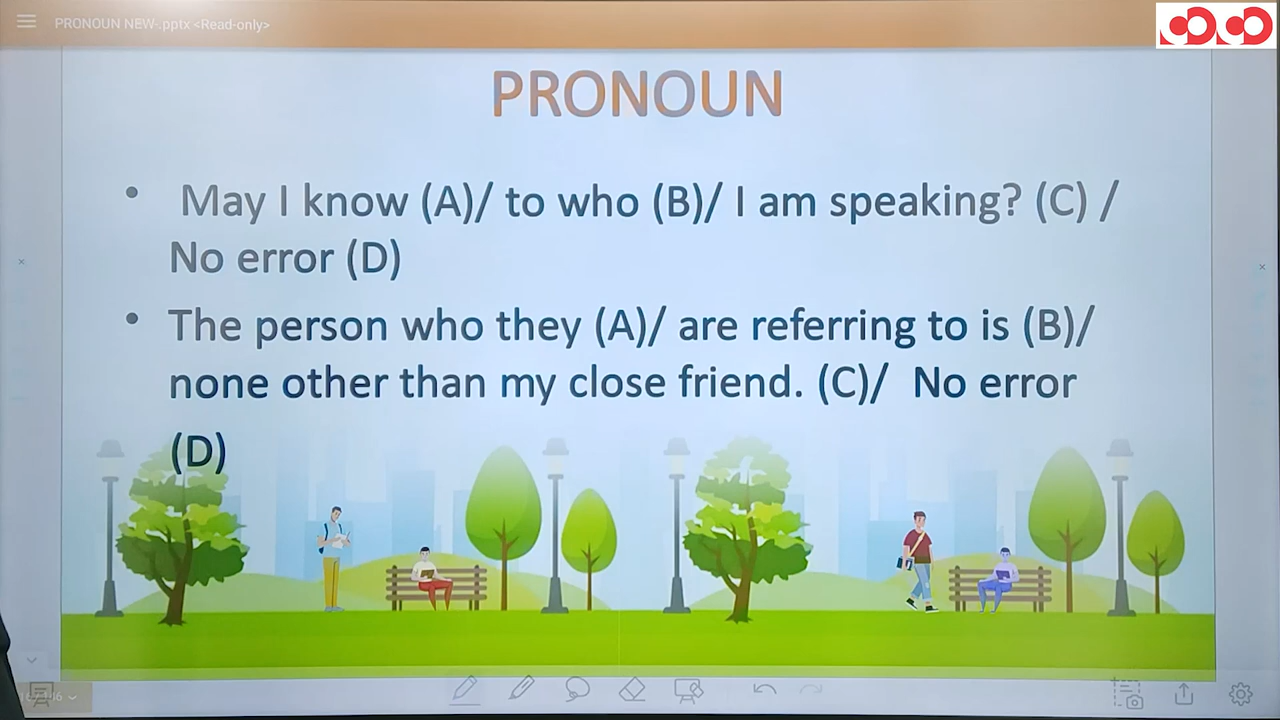 PRONOUN NEW-.pptx <Read-only>
PRONOUN
• May I know (A)/ to who (B)/ I am speaking? (C) /
No error (D)
• The person who they (A)/ are referring to is (B)/
none other than my close friend. (C)/ No error
(D)